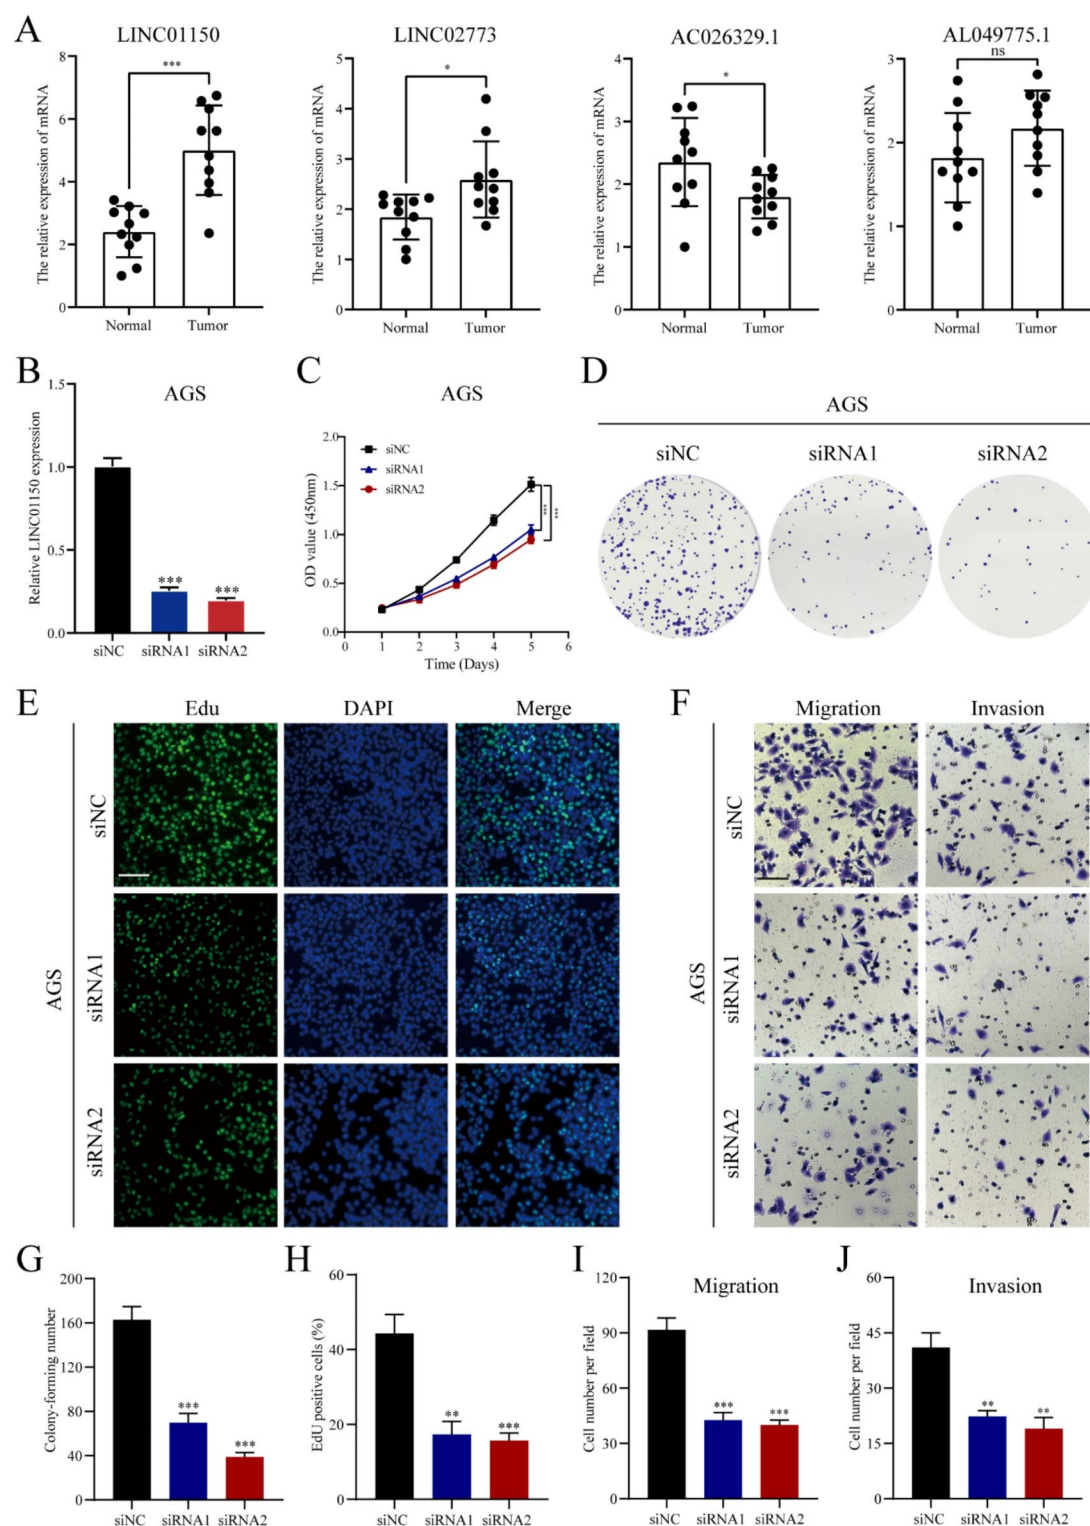 A
LINC01150
The relative expression of mRNA
8
6
4
2
0
***
Normal
Tumor
LINC02773
The relative expression of mRNA
5
4
3
2
1
0
*
Normal
Tumor
AC026329.1
The relative expression of mRNA
4
3
2
1
0
*
Normal
Tumor
AL049775.1
The relative expression of mRNA
3
2
1
0
ns
Normal
Tumor
B
AGS
Relative LINC01150 expression
1.5
1.0
0.5
0.0
***
***
siNC
siRNA1
siRNA2
C
AGS
OD value (450nm)
2.0
1.5
1.0
0.5
0.0
siNC
siRNA1
siRNA2
***
***
0
1
2
3
4
5
6
Time (Days)
D
AGS
siNC
siRNA1
siRNA2
E
Edu
DAPI
Merge
AGS
siNC
siRNA1
siRNA2
F
Migration
Invasion
AGS
siNC
siRNA1
siRNA2
G
Colony-forming number
200
160
120
80
40
0
***
***
siNC
siRNA1
siRNA2
H
EdU positive cells (%)
60
40
20
0
**
***
siNC
siRNA1
siRNA2
I
Migration
Cell number per field
120
90
60
30
0
***
***
siNC
siRNA1
siRNA2
J
Invasion
Cell number per field
60
45
30
15
0
**
**
siNC
siRNA1
siRNA2